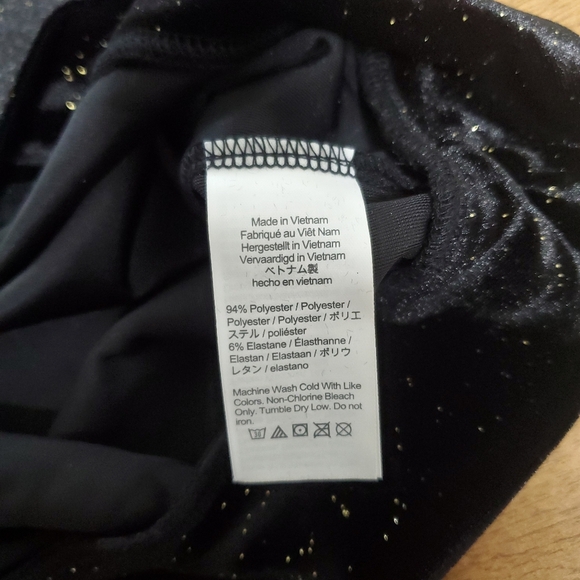 Made in Vietnam
Fabriqué au Viêt Nam
Hergestellt in Vietnam
Vervaardigd in Vietnam
ベトナム製
hecho en vietnam
94% Polyester / Polyester /
Polyester / Polyester / ポリエ
ステル / poliéster
6% Elastane / Élasthanne /
Elastan / Elastaan / ポリウ
レタン / elastano
Machine Wash Cold With Like
Colors. Non-Chlorine Bleach
Only. Tumble Dry Low. Do not
iron.